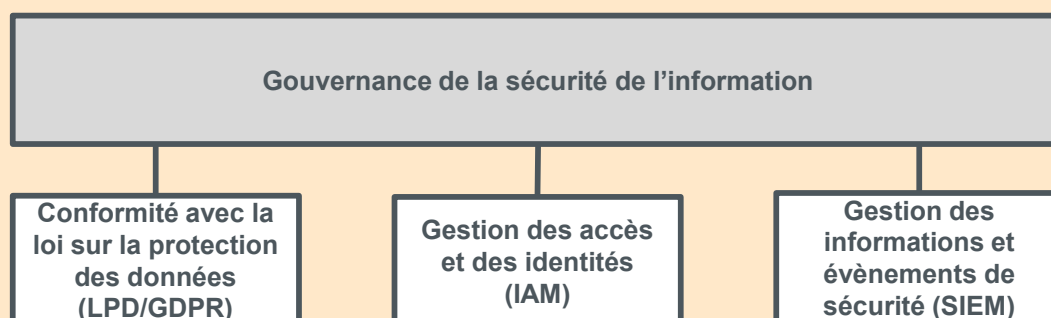 Gouvernance de la sécurité de l’information
Conformité avec la
loi sur la protection
des données
(LPD/GDPR)
Gestion des accès
et des identités
(IAM)
Gestion des
informations et
évènements de
sécurité (SIEM)